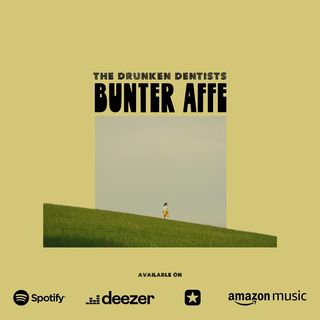 THE DRUNKEN DENTISTS
BUNTER AFFE
AVAILABLE ON
Spotify
deezer
amazon music